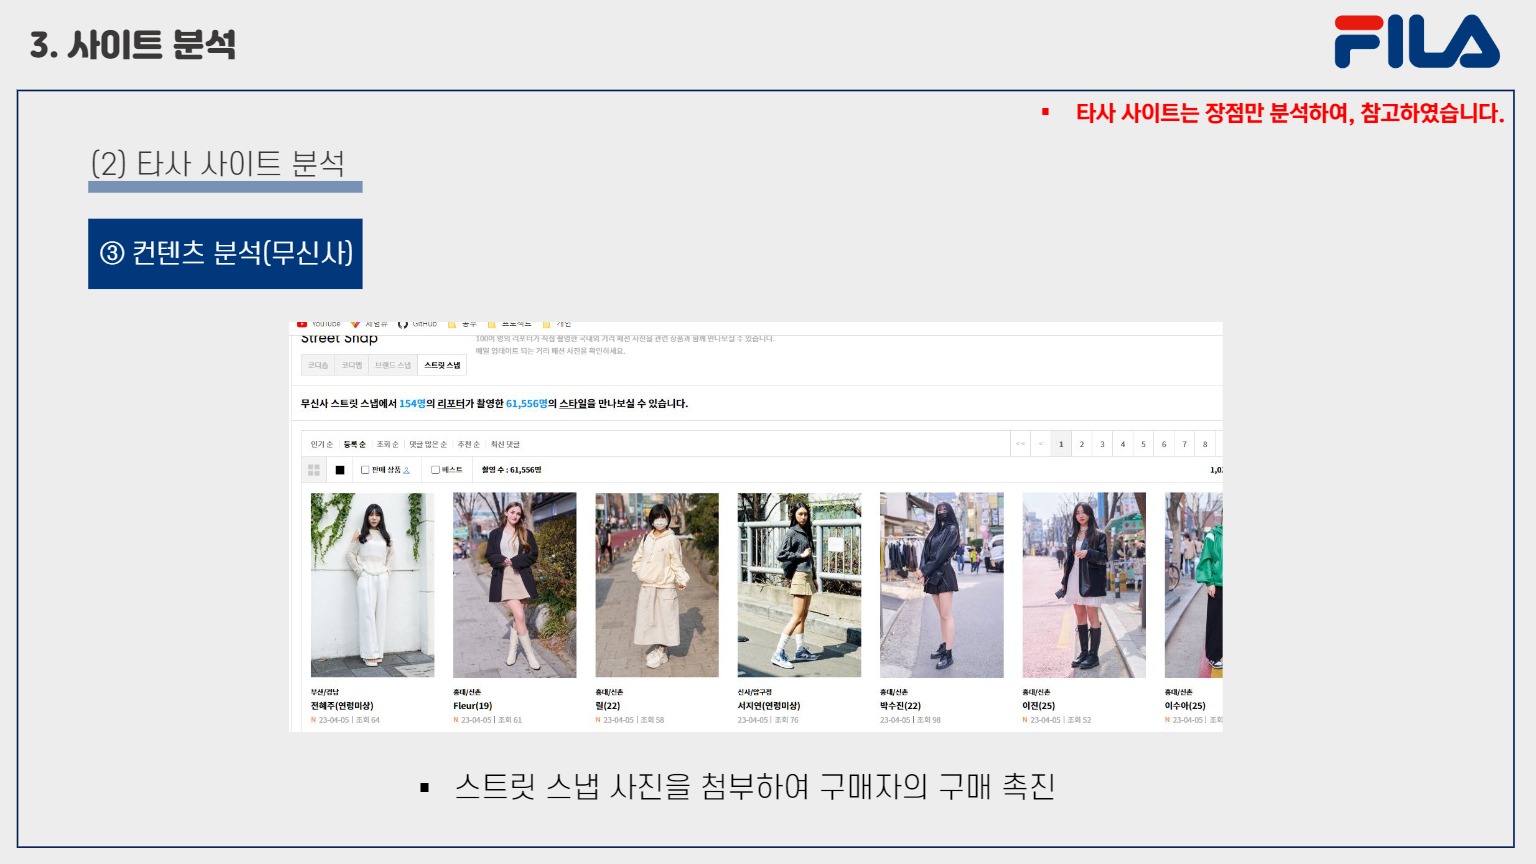 3. 사이트 분석
FILA
▪ 타사 사이트는 장점만 분석하여, 참고하였습니다.
(2) 타사 사이트 분석
③ 컨텐츠 분석(무신사)
YouTube 지메뉴 GitHub 공부 프로젝트 개인
Street Snap
100여 명의 리포터가 직접 촬영한 국내외 거리 패션 사진을 관련 상품과 함께 만나보실 수 있습니다.
매일 업데이트 되는 거리 패션 사진을 확인하세요.
코디숍 코디맵 브랜드 스냅 스트릿 스냅
무신사 스트릿 스냅에서 154명의 리포터가 촬영한 61,556명의 스타일을 만나보실 수 있습니다.
인기 순 등록 순 조회 순 댓글 많은 순 추천 순 최신 댓글
<< < 1 2 3 4 5 6 7 8
판매 상품 베스트 촬영 수 : 61,556명
부산/경남 홍대/신촌 홍대/신촌 신사/압구정 홍대/신촌 홍대/신촌 홍대/신촌
전혜주(연령미상) Fleur(19) 릴(22) 서지연(연령미상) 박수진(22) 이진(25) 이수아(25)
N 23-04-05 | 조회 64 N 23-04-05 | 조회 61 N 23-04-05 | 조회 58 23-04-05 | 조회 76 23-04-05 | 조회 98 N 23-04-05 | 조회 52 N 23-04-05 | 조회
▪ 스트릿 스냅 사진을 첨부하여 구매자의 구매 촉진